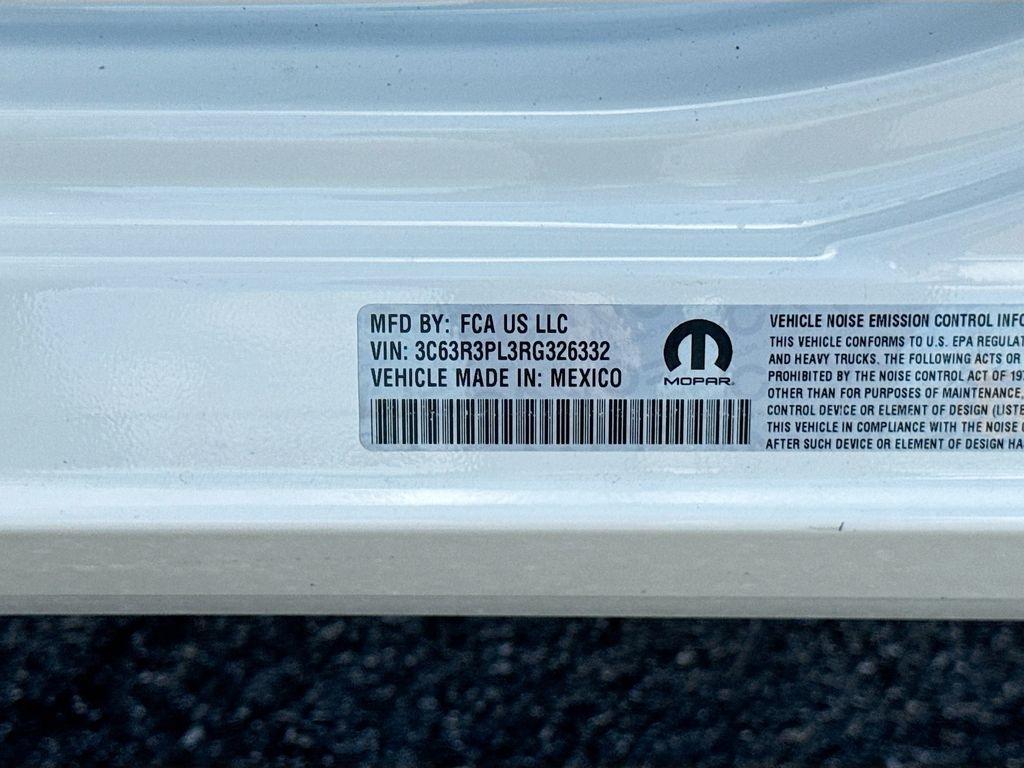 MFD BY: FCA US LLC
VIN: 3C63R3PL3RG326332
VEHICLE MADE IN: MEXICO
MOPAR
VEHICLE NOISE EMISSION CONTROL
THIS VEHICLE CONFORMS TO U.S. EPA
AND HEAVY TRUCKS. THE FOLLOWING ACTS OR
PROHIBITED BY THE NOISE CONTROL ACT OF
OTHER THAN FOR PURPOSES OF MAINTENANCE,
CONTROL DEVICE OR ELEMENT OF DESIGN
THIS VEHICLE IN COMPLIANCE WITH THE NOISE
AFTER SUCH DEVICE OR ELEMENT OF DESIGN